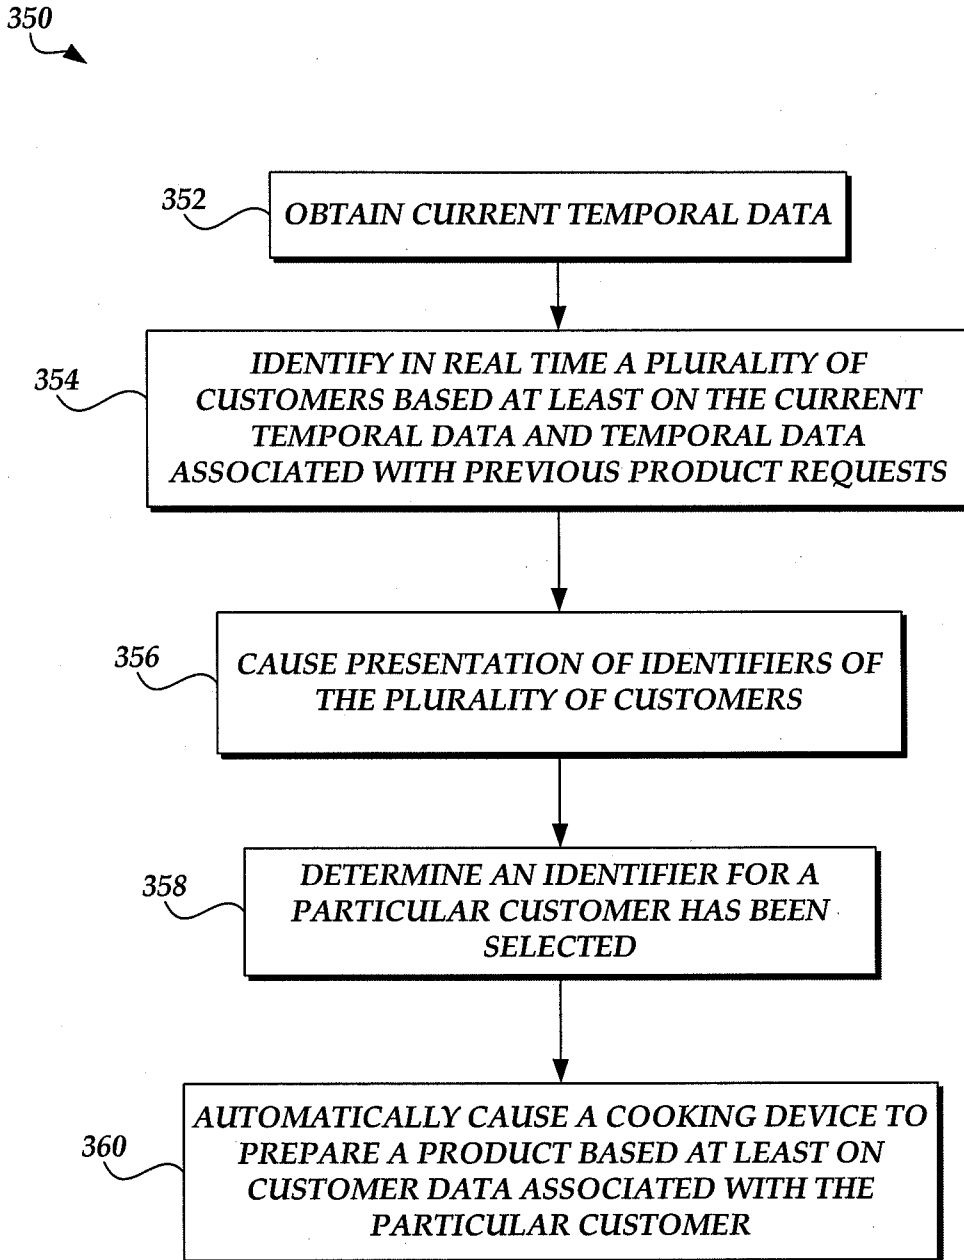 350
352
OBTAIN CURRENT TEMPORAL DATA
354
IDENTIFY IN REAL TIME A PLURALITY OF
CUSTOMERS BASED AT LEAST ON THE CURRENT
TEMPORAL DATA AND TEMPORAL DATA
ASSOCIATED WITH PREVIOUS PRODUCT REQUESTS
356
CAUSE PRESENTATION OF IDENTIFIERS OF
THE PLURALITY OF CUSTOMERS
358
DETERMINE AN IDENTIFIER FOR A
PARTICULAR CUSTOMER HAS BEEN
SELECTED
360
AUTOMATICALLY CAUSE A COOKING DEVICE TO
PREPARE A PRODUCT BASED AT LEAST ON
CUSTOMER DATA ASSOCIATED WITH THE
PARTICULAR CUSTOMER